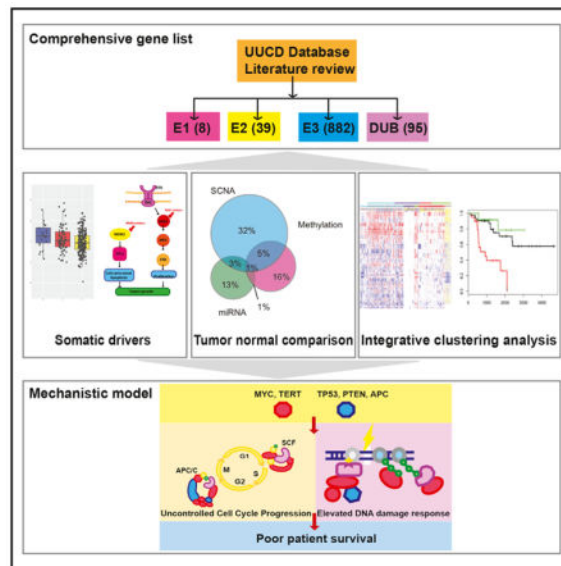 Comprehensive gene list
UUCD Database
Literature review
E1 (8)
E2 (39)
E3 (882)
DUB (95)
SCNA
32%
Methylation
5%
3%
3%
16%
13%
1%
miRNA
Somatic drivers
Tumor normal comparison
Integrative clustering analysis
Mechanistic model
MYC, TERT
TP53, PTEN, APC
SCF
G1
APC/C
M
S
G2
Uncontrolled Cell Cycle Progression
Elevated DNA damage response
Poor patient survival